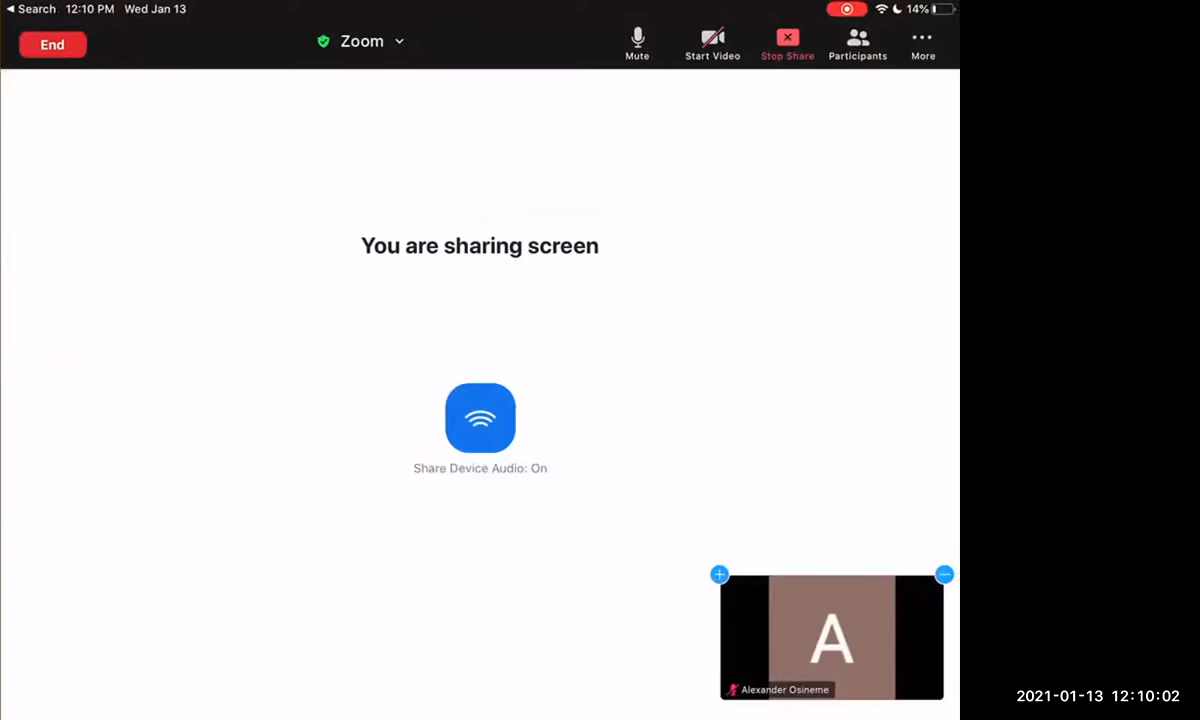 Search 12:10 PM Wed Jan 13
14%
End
Zoom
Mute
Start Video
Stop Share
Participants
More
You are sharing screen
Share Device Audio: On
A
Alexander Osineme
2021-01-13 12:10:02